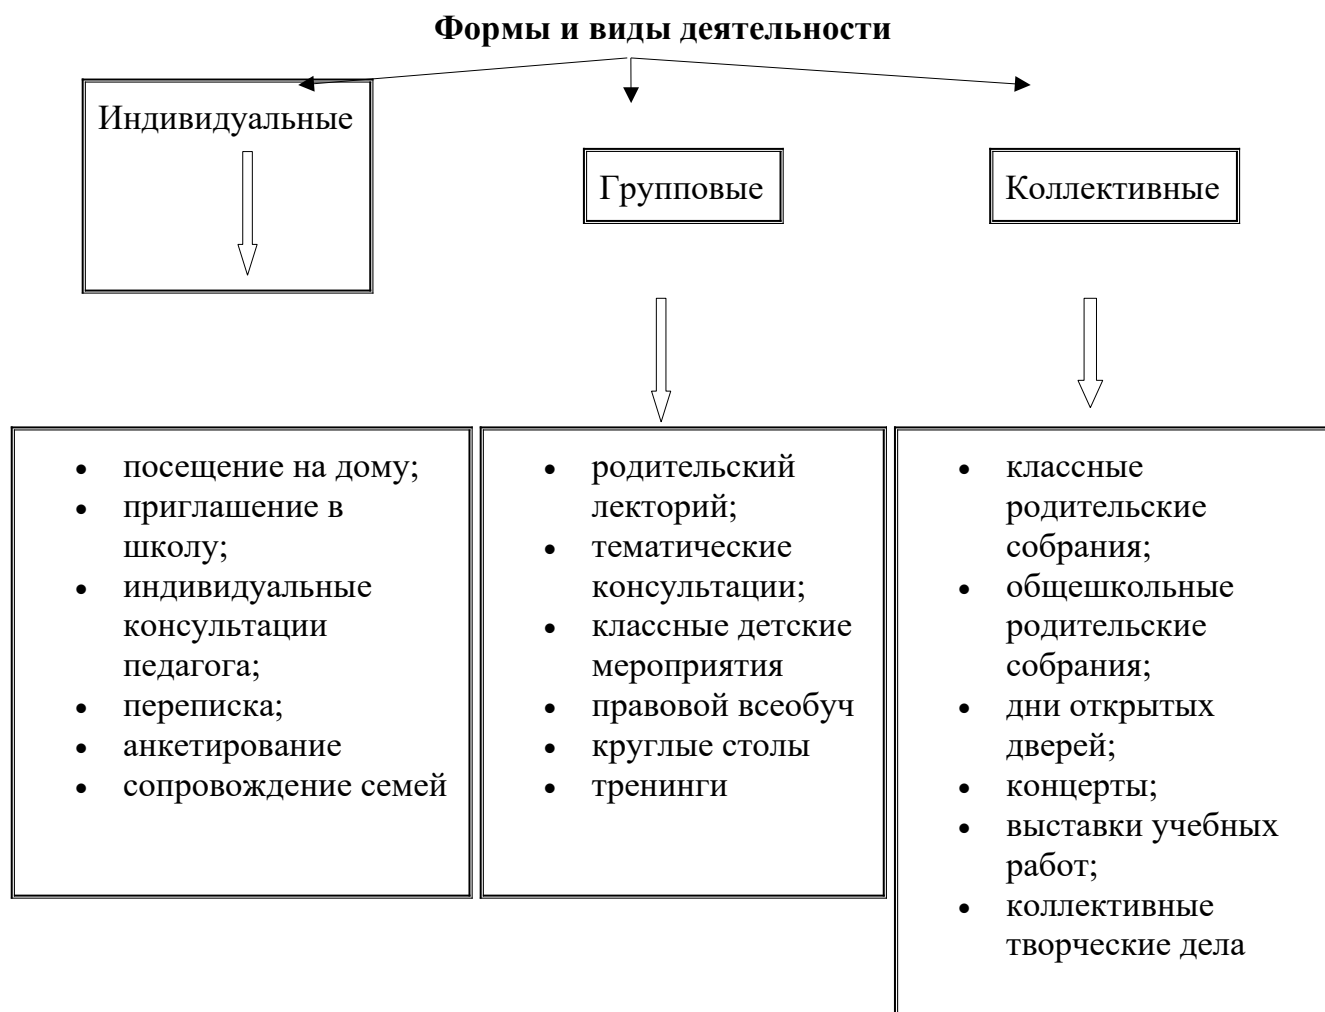 Формы и виды деятельности
Индивидуальные
Групповые
Коллективные
• посещение на дому;
• приглашение в
школу;
• индивидуальные
консультации
педагога;
• переписка;
• анкетирование
• сопровождение семей
• родительский
лекторий;
• тематические
консультации;
• классные детские
мероприятия
• правовой всеобуч
• круглые столы
• тренинги
• классные
родительские
собрания;
• общешкольные
родительские
собрания;
• дни открытых
дверей;
• концерты;
• выставки учебных
работ;
• коллективные
творческие дела